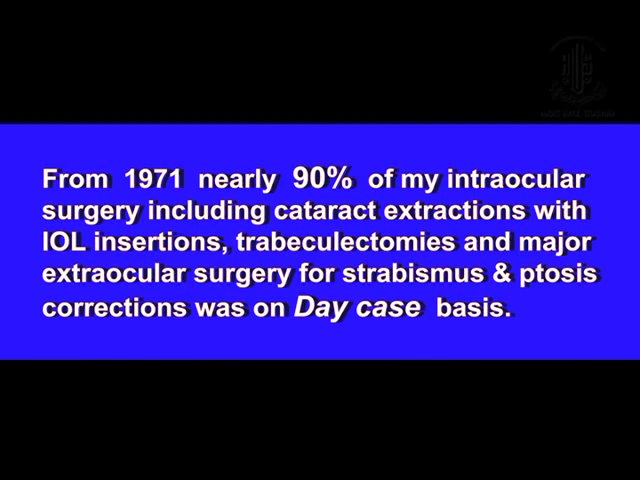 From 1971 nearly 90% of my intraocular
surgery including cataract extractions with
IOL insertions, trabeculectomies and major
extraocular surgery for strabismus & ptosis
corrections was on Day case basis.